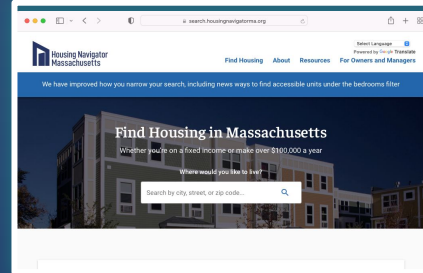 search.housingnavigatorma.org
Select Language
Powered by Google Translate
Housing Navigator
Massachusetts
Find Housing About Resources For Owners and Managers
We have improved how you narrow your search, including news ways to find accessible units under the bedrooms filter
Find Housing in Massachusetts
Whether you're on a fixed income or make over $100,000 a year
Where would you like to live?
Search by city, street, or zip code...